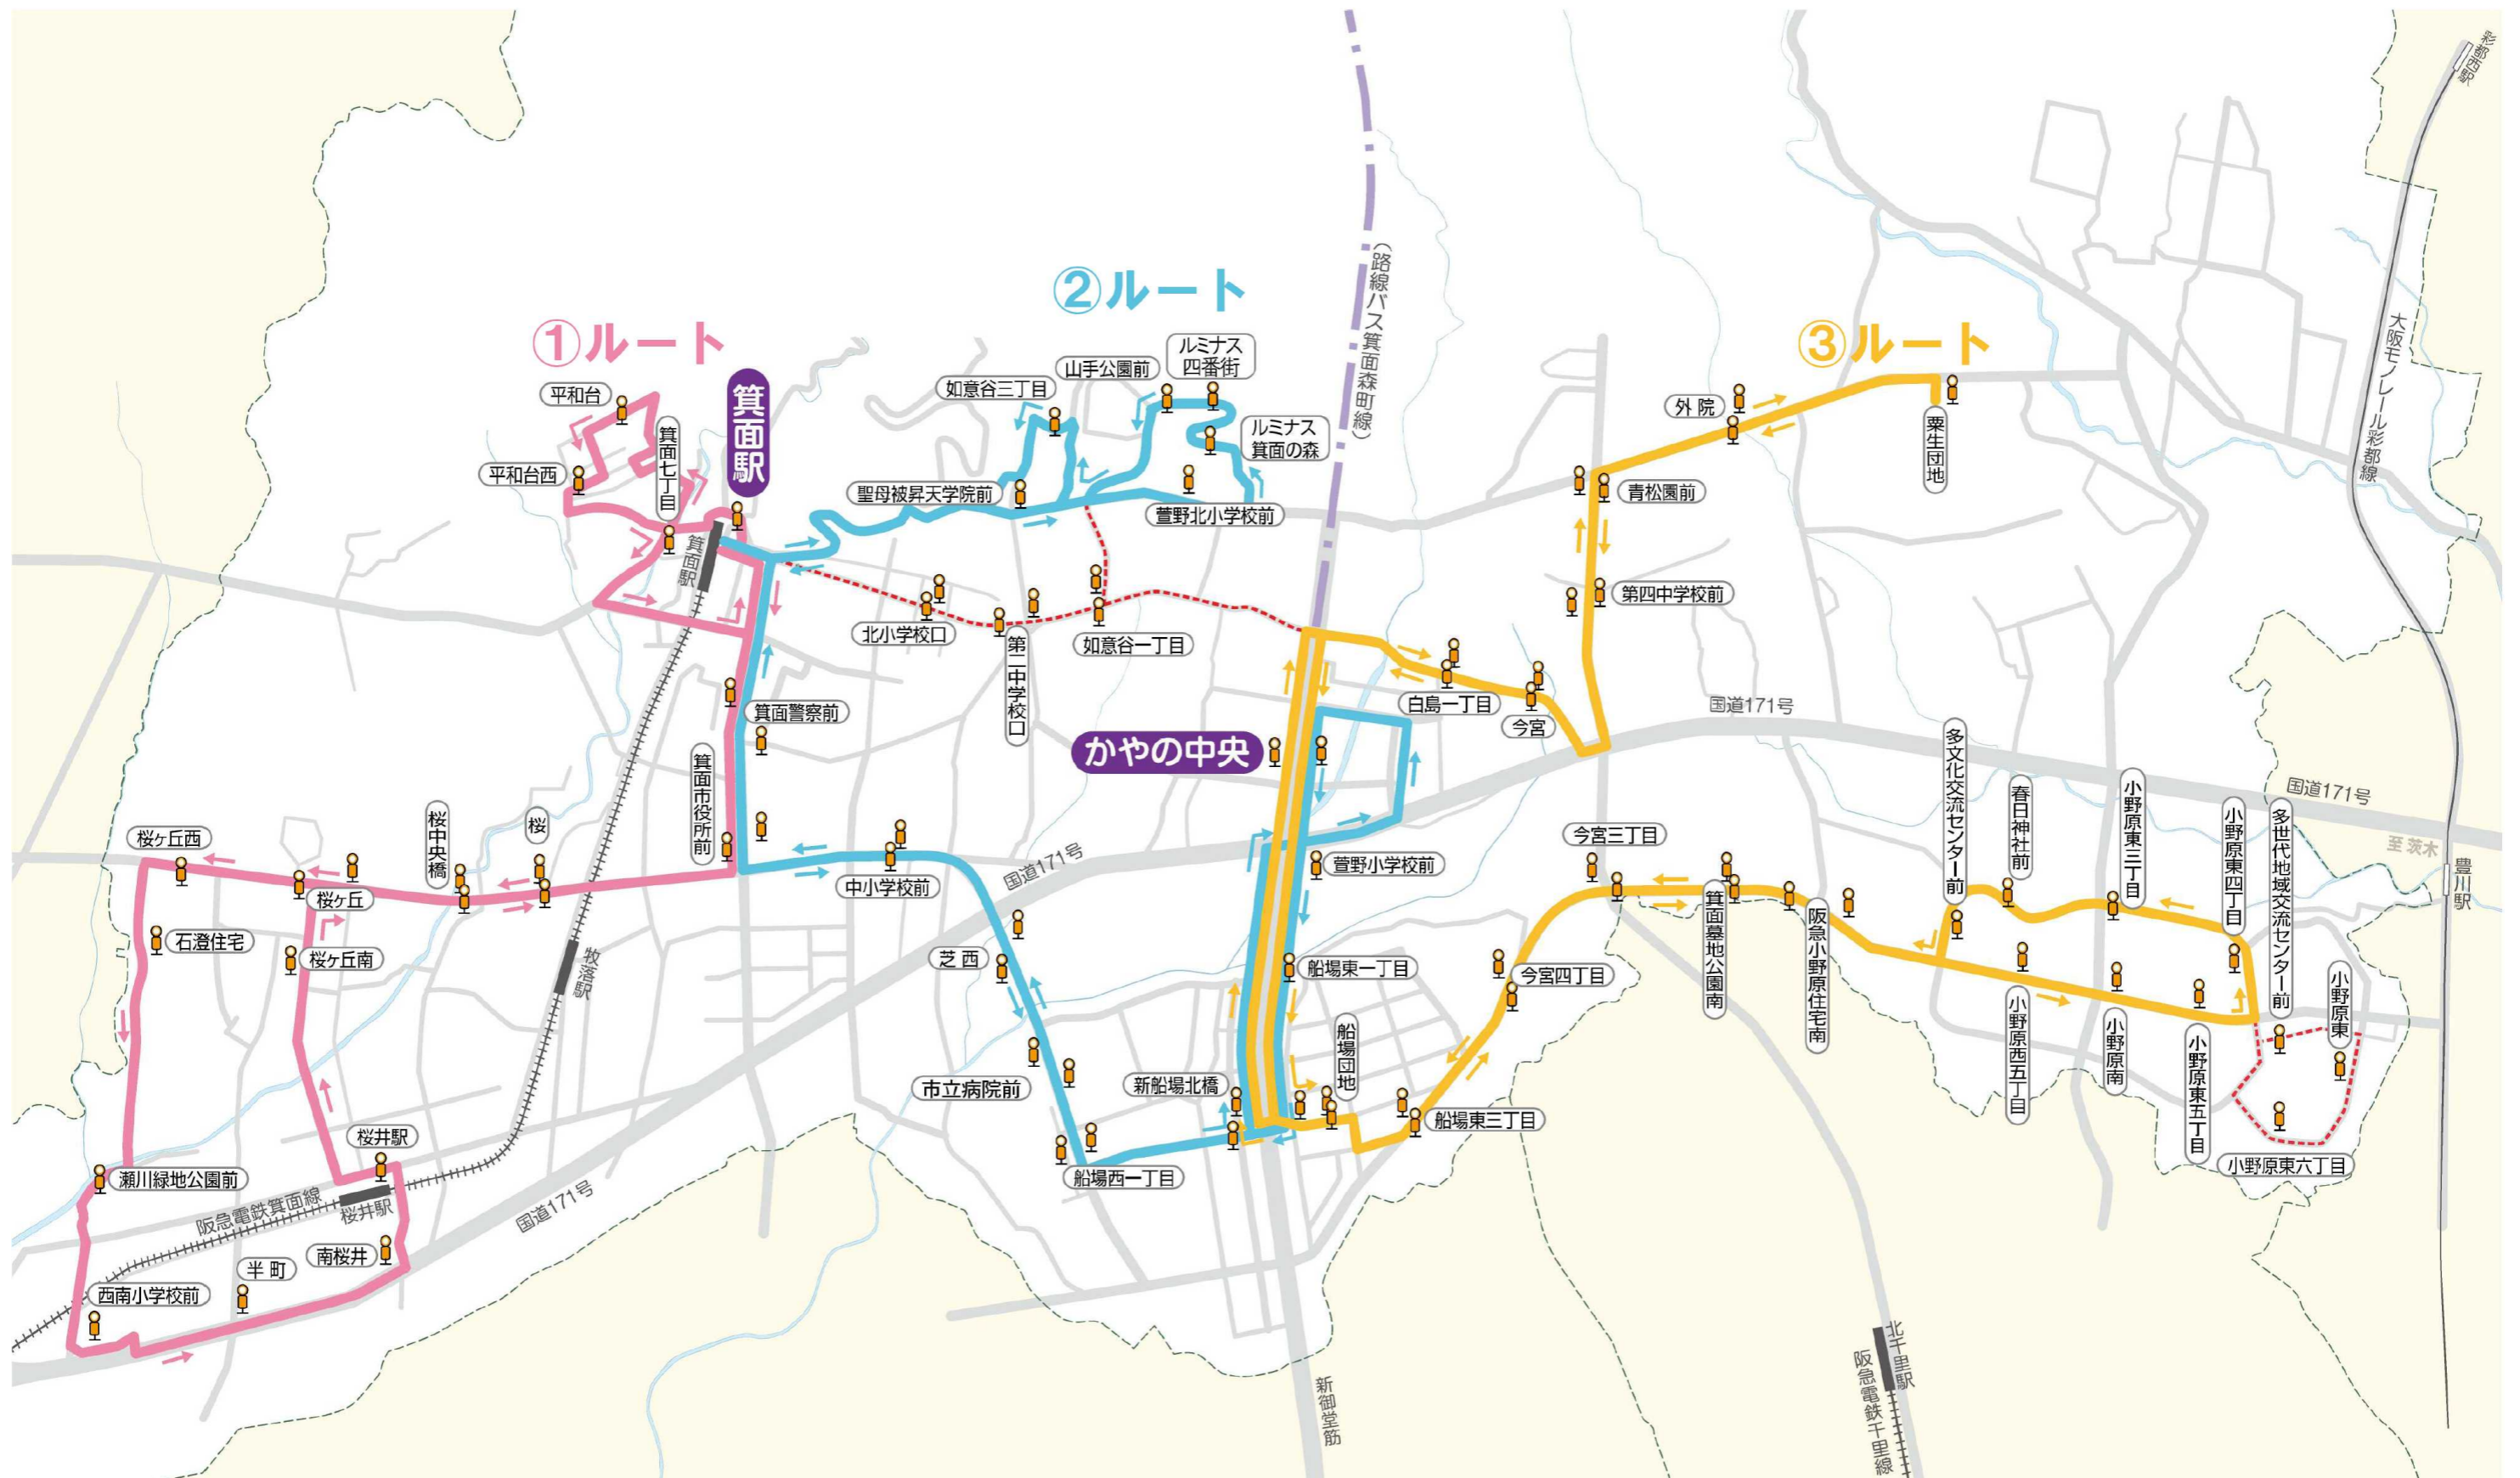 彩都西駅
大阪モノレール彩都線
(路線バス箕面森町線)
①ルート
②ルート
③ルート
平和台
平和台西
箕面七丁目
箕面駅
箕面駅
如意谷三丁目
山手公園前
ルミナス
四番街
ルミナス
箕面の森
聖母被昇天学院前
萱野北小学校前
外院
粟生団地
青松園前
第四中学校前
北小学校口
第二中学校口
如意谷一丁目
白島一丁目
今宮
国道171号
箕面警察前
箕面市役所前
かやの中央
多文化交流センター前
春日神社前
小野原東三丁目
小野原東四丁目
多世代地域交流センター前
国道171号
至 茨木
豊川駅
桜ヶ丘西
桜中央橋
桜
桜ヶ丘
中小学校前
国道171号
萱野小学校前
今宮三丁目
箕面墓地公園南
阪急小野原住宅南
石澄住宅
桜ヶ丘南
牧落駅
芝西
船場東一丁目
今宮四丁目
小野原西五丁目
小野原南
小野原東五丁目
小野原東
市立病院前
新船場北橋
船場団地
船場東三丁目
桜井駅
瀬川緑地公園前
船場西一丁目
小野原東六丁目
阪急電鉄箕面線
桜井駅
国道171号
南桜井
半町
西南小学校前
新御堂筋
北千里駅
阪急電鉄千里線